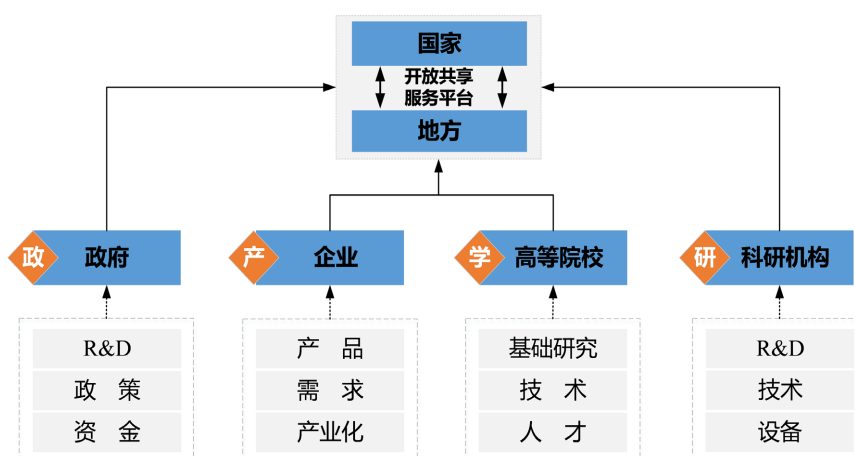 国家
开放共享
服务平台
地方
政 政府
产 企业
学 高等院校
研 科研机构
R&D
政 策
资 金
产 品
需 求
产业化
基础研究
技 术
人 才
R&D
技术
设备